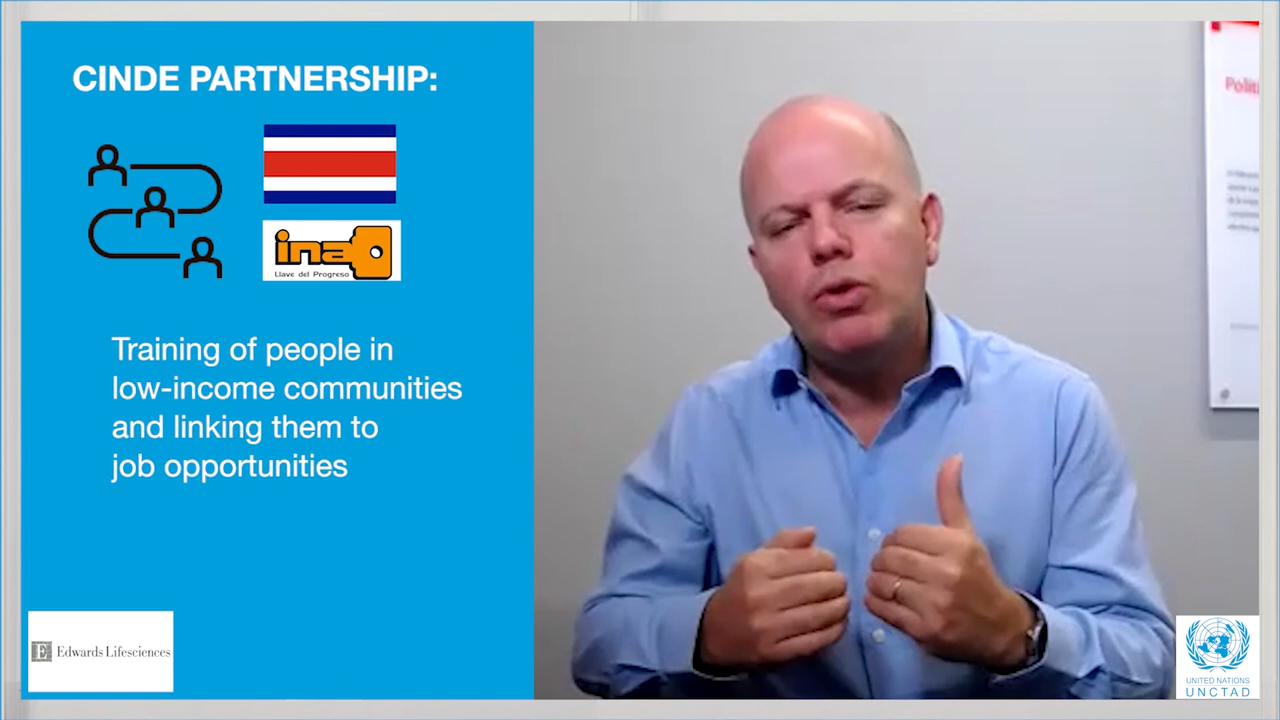 CINDE PARTNERSHIP:
ina
Llave del Progreso
Training of people in
low-income communities
and linking them to
job opportunities
E Edwards Lifesciences
Polít
UNITED NATIONS
UNCTAD